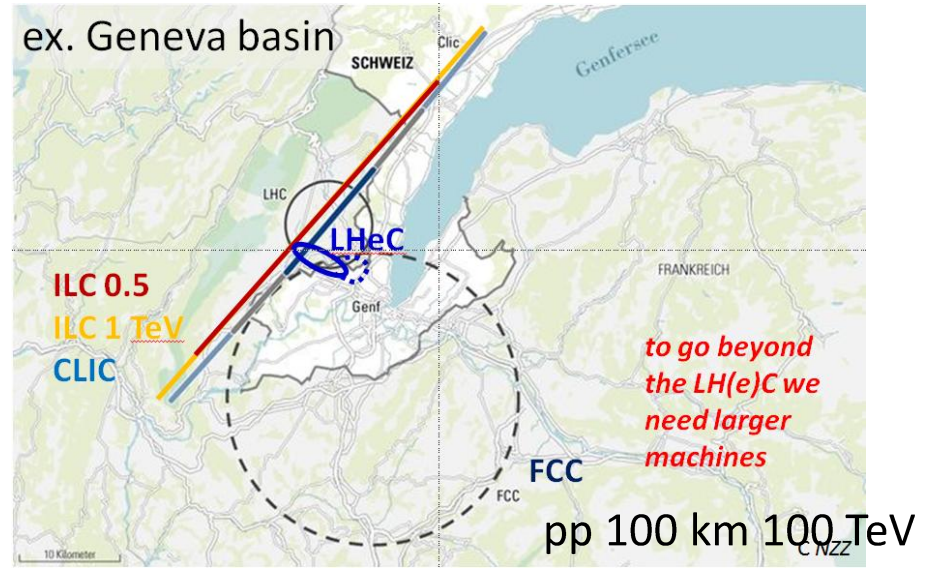 ex. Geneva basin
Clic
SCHWEIZ
Genfersee
LHC
LHeC
FRANKREICH
ILC 0.5
ILC 1 TeV
CLIC
Genf
to go beyond
the LH(e)C we
need larger
machines
FCC
FCC
pp 100 km 100 TeV
C NZZ
10 Kilometer